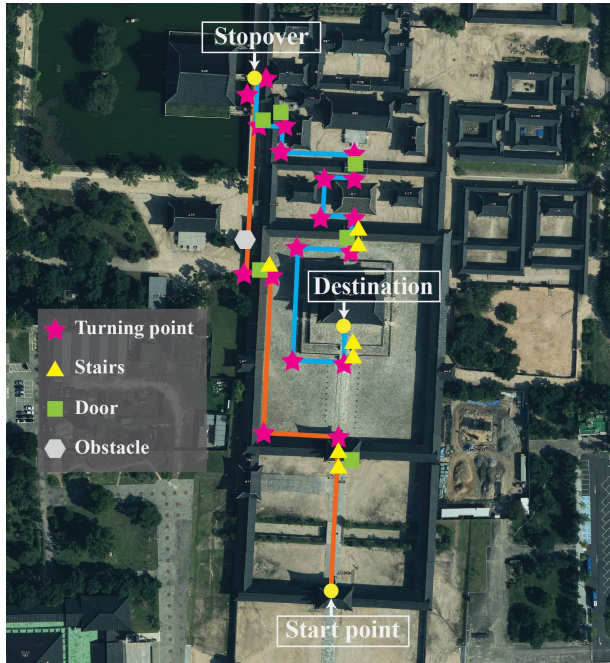 Stopover
Destination
Turning point
Stairs
Door
Obstacle
Start point